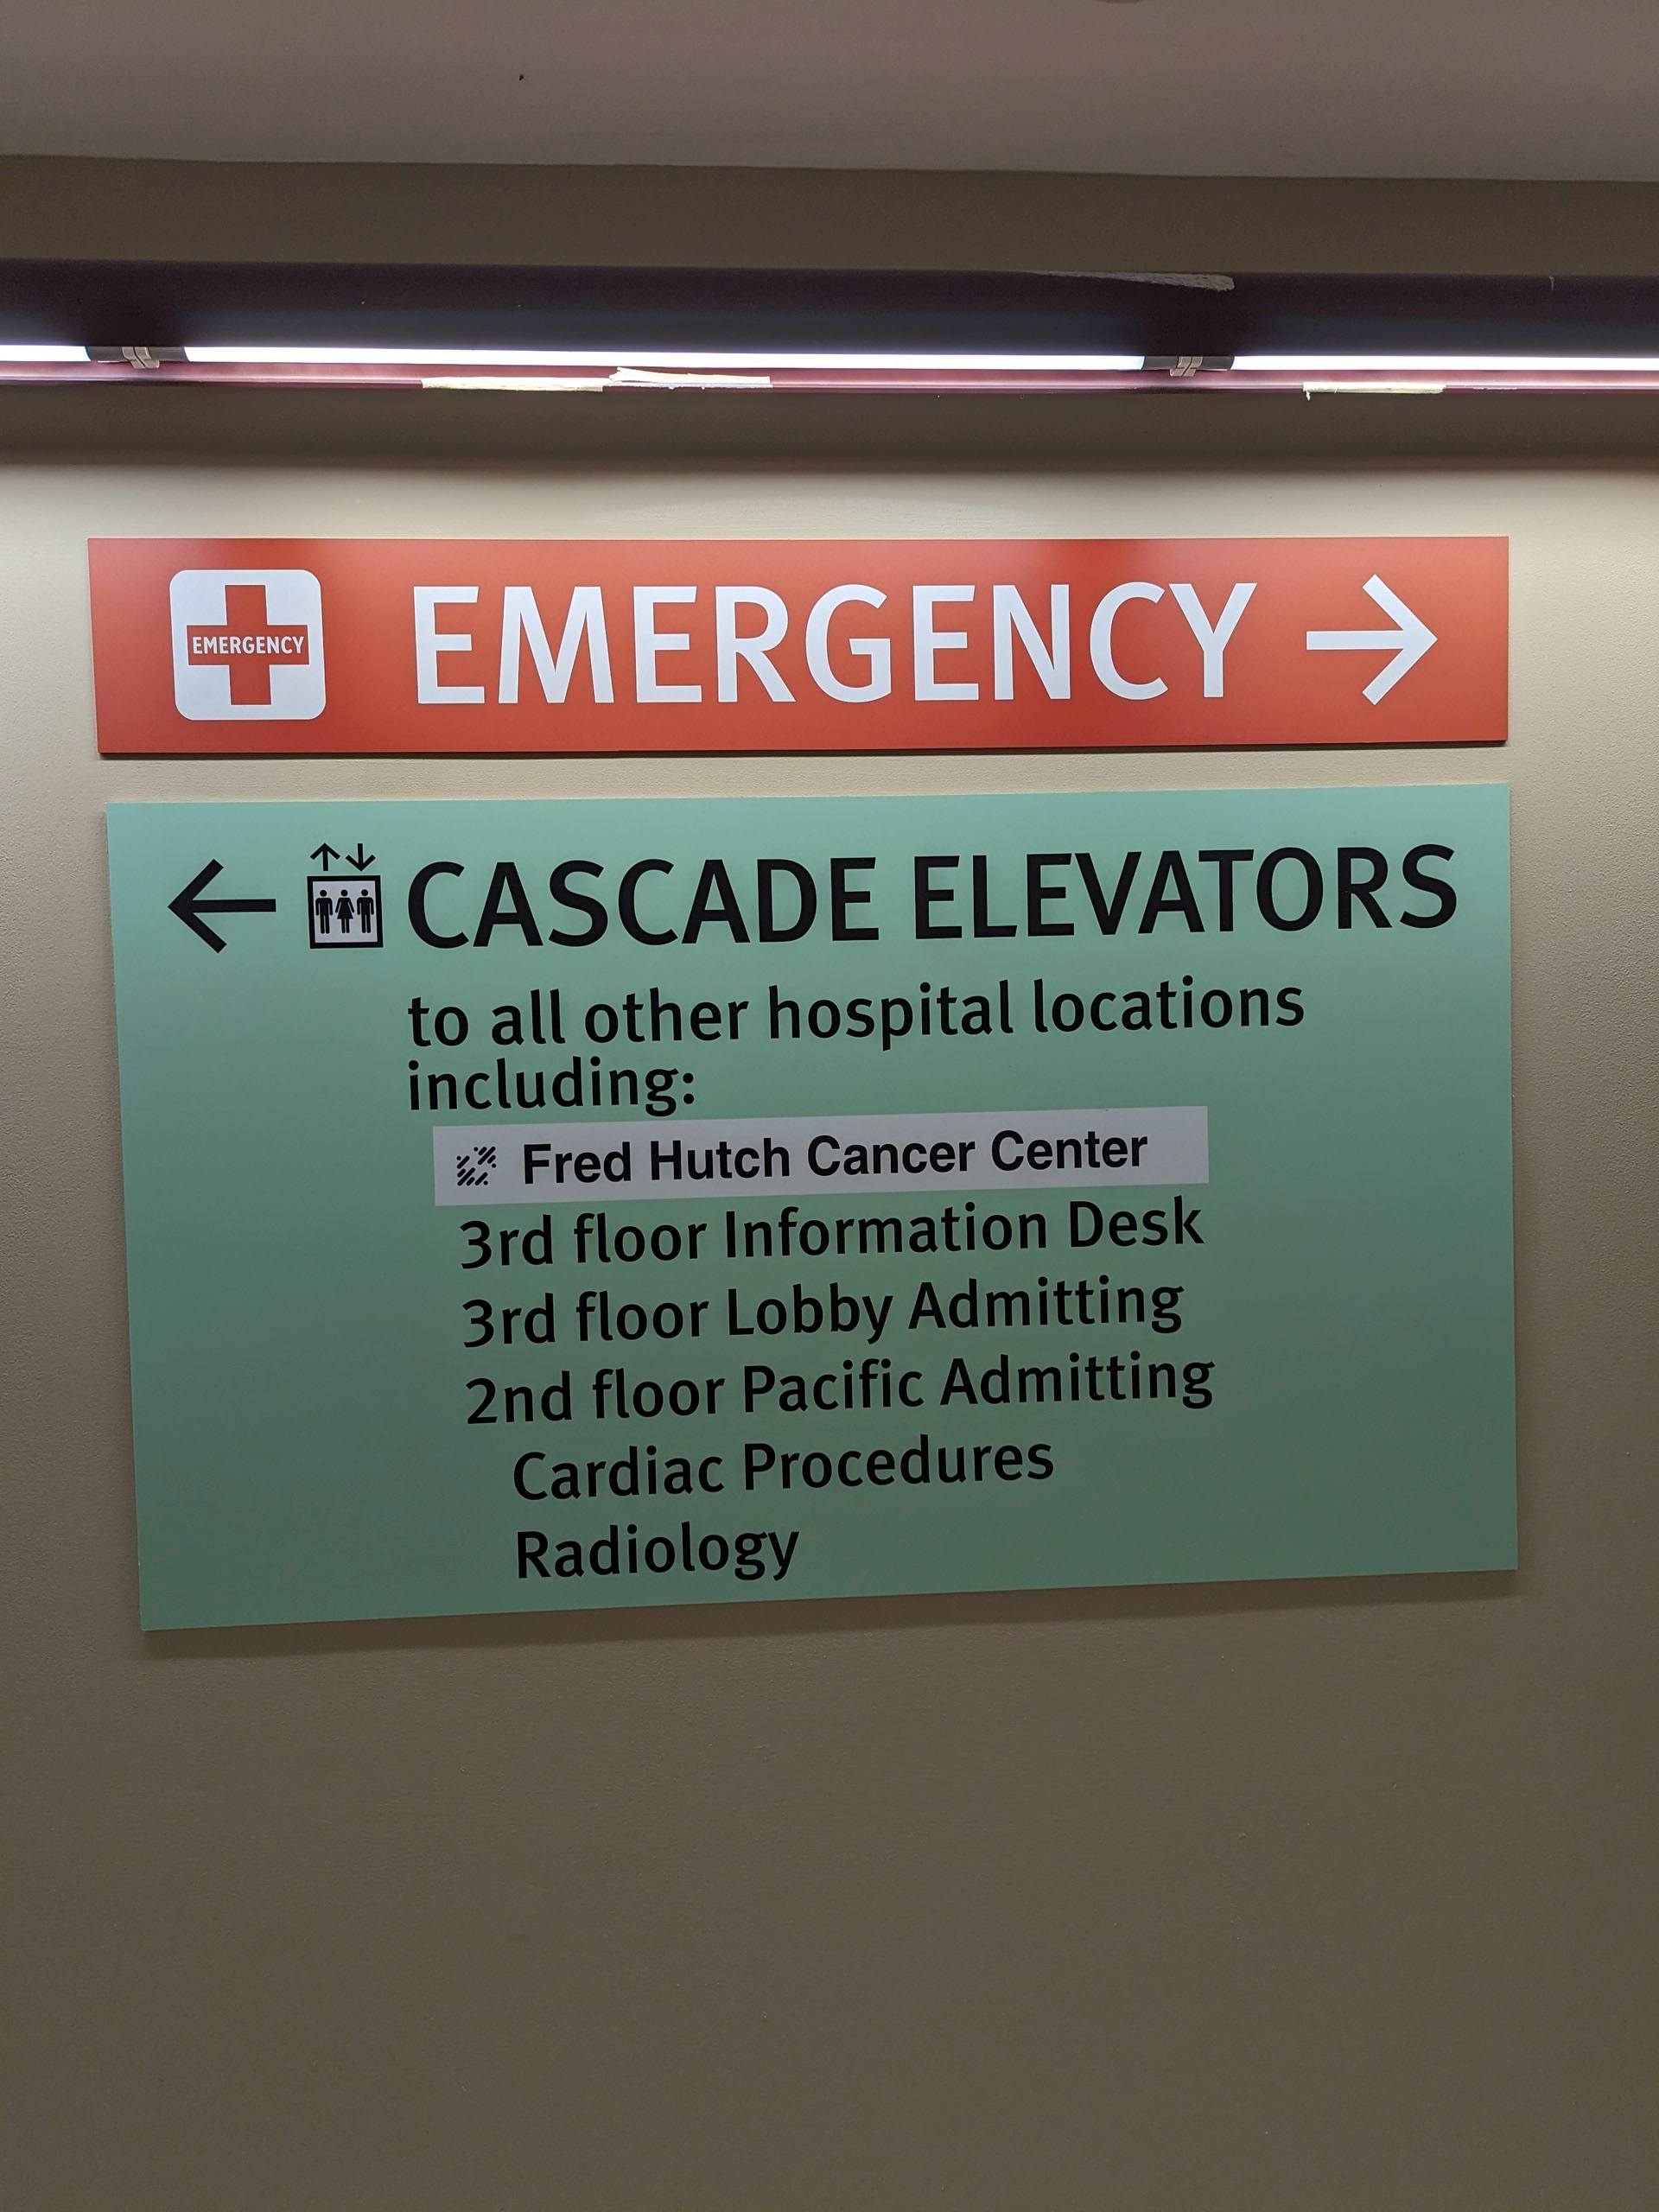 EMERGENCY
EMERGENCY
CASCADE ELEVATORS
to all other hospital locations
including:
Fred Hutch Cancer Center
3rd floor Information Desk
3rd floor Lobby Admitting
2nd floor Pacific Admitting
Cardiac Procedures
Radiology